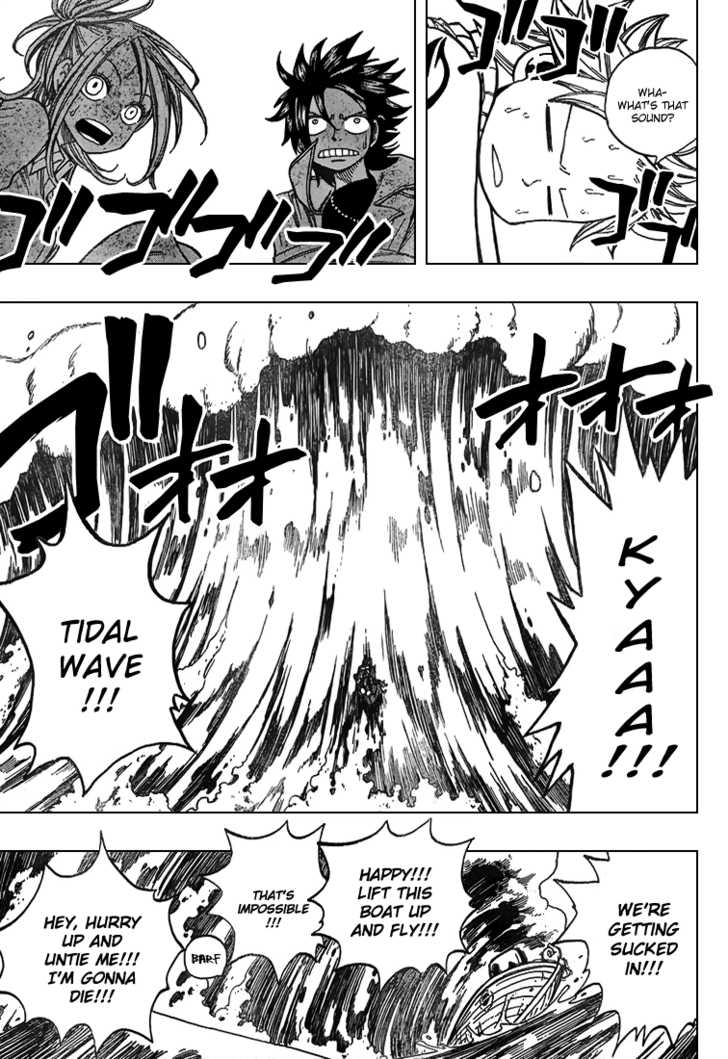 WHA-
WHAT'S THAT
SOUND?
ゴゴ
ゴゴゴゴ
KYAAA!!!
オオオ
オオゴ
TIDAL
WAVE
!!!
WE'RE
GETTING
SUCKED
IN!!!
HAPPY!!!
LIFT THIS
BOAT UP
AND FLY!!!
THAT'S
IMPOSSIBLE
!!!
BARF
HEY, HURRY
UP AND
UNTIE ME!!!
I'M GONNA
DIE!!!